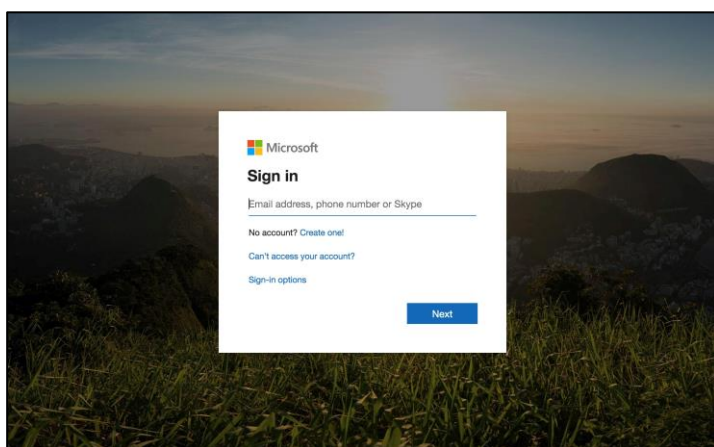 Microsoft
Sign in
Email address, phone number or Skype
No account? Create one!
Can't access your account?
Sign-in options
Next